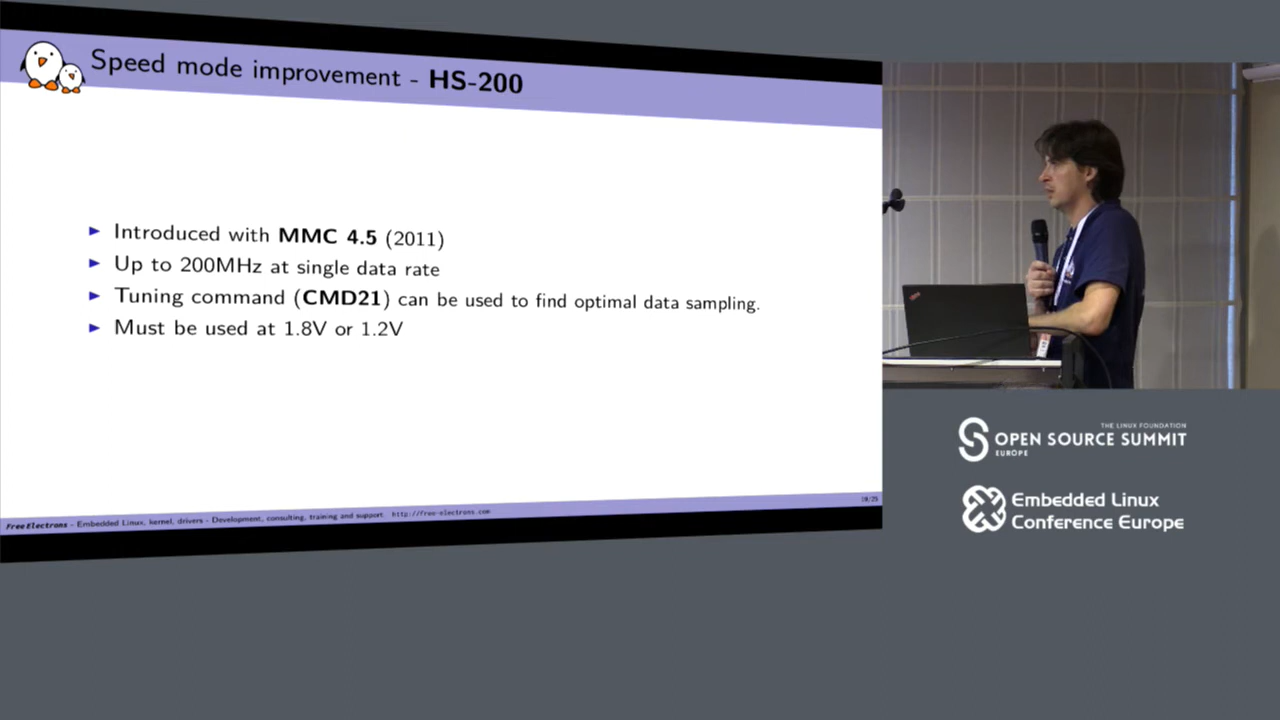 Speed mode improvement - HS-200
► Introduced with MMC 4.5 (2011)
► Up to 200MHz at single data rate
► Tuning command (CMD21) can be used to find optimal data sampling.
► Must be used at 1.8V or 1.2V
Free Electrons - Embedded Linux, kernel, drivers - Development, consulting, training and support. http://free-electrons.com
19/25
THE LINUX FOUNDATION
OPEN SOURCE SUMMIT
EUROPE
Embedded Linux
Conference Europe